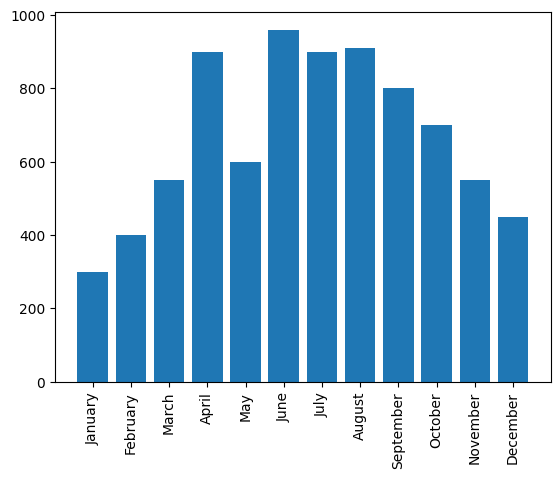 1000
800
600
400
200
0
January
February
March
April
May
June
July
August
September
October
November
December